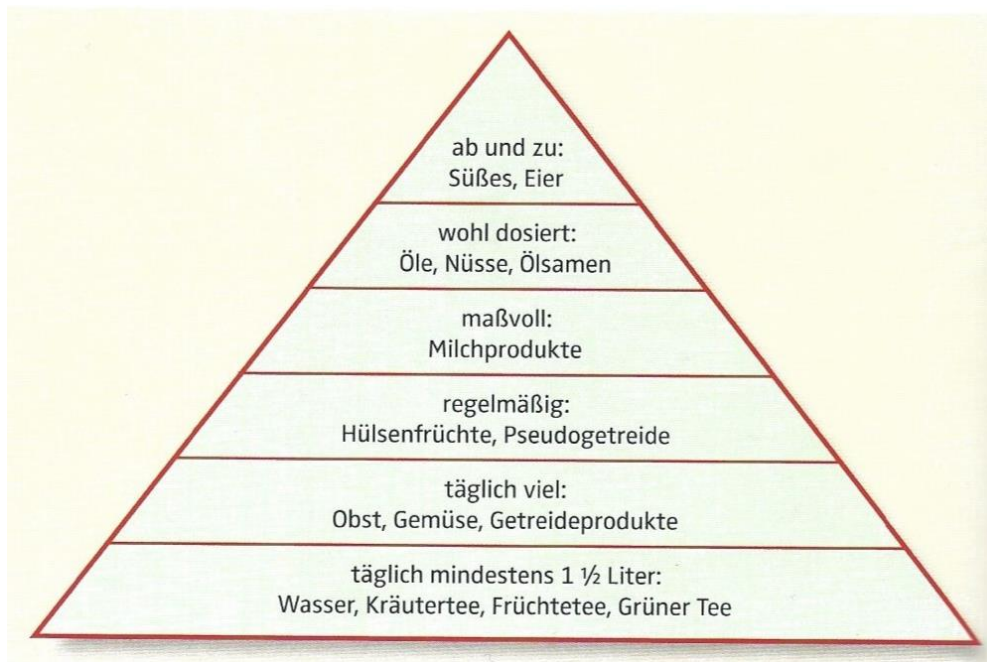 ab und zu:
Süßes, Eier
wohl dosiert:
Öle, Nüsse, Ölsamen
maßvoll:
Milchprodukte
regelmäßig:
Hülsenfrüchte, Pseudogetreide
täglich viel:
Obst, Gemüse, Getreideprodukte
täglich mindestens 1 ½ Liter:
Wasser, Kräutertee, Früchtetee, Grüner Tee